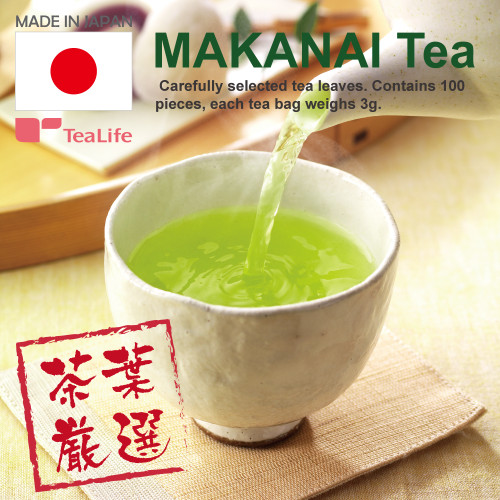 MADE IN JAPAN
MAKANAI Tea
Carefully selected tea leaves. Contains 100
pieces, each tea bag weighs 3g.
TeaLife
茶葉
厳選